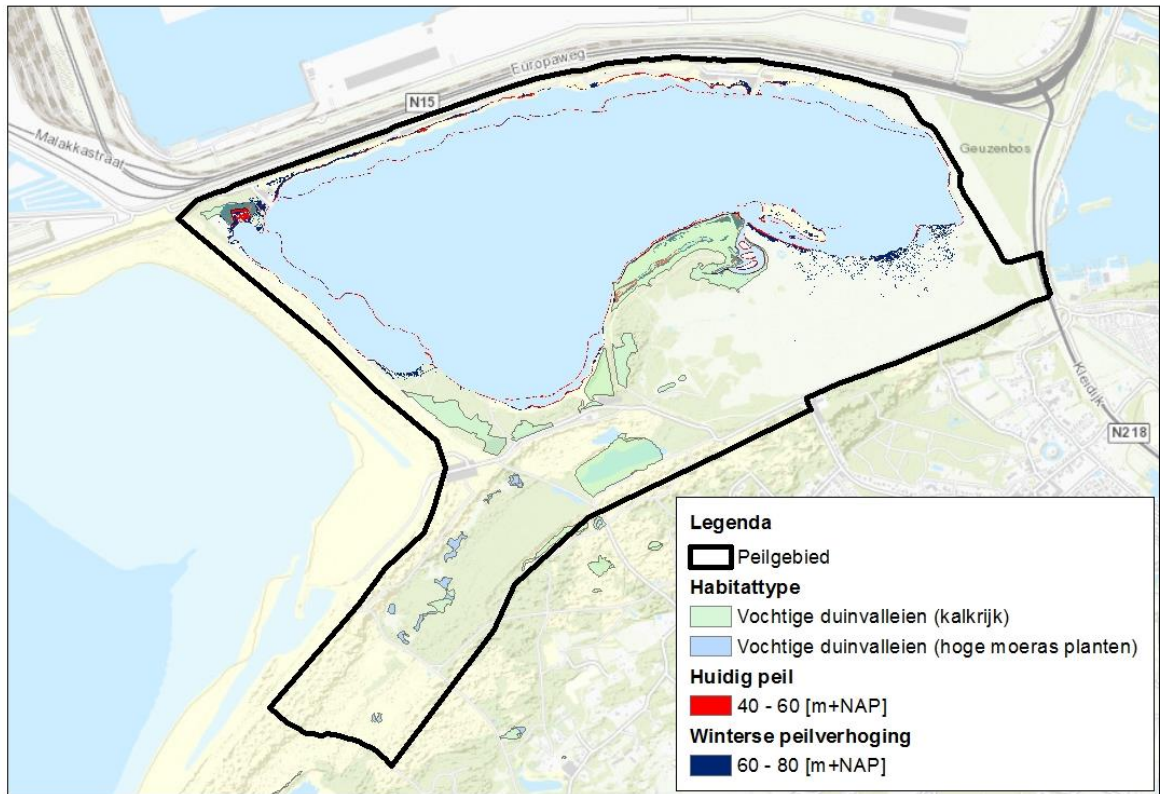 Europaweg
N15
Malakkastraat
Geuzenbos
Kleidijk
N218
Legenda
Peilgebied
Habitattype
Vochtige duinvalleien (kalkrijk)
Vochtige duinvalleien (hoge moeras planten)
Huidig peil
40 - 60 [m+NAP]
Winterse peilverhoging
60 - 80 [m+NAP]